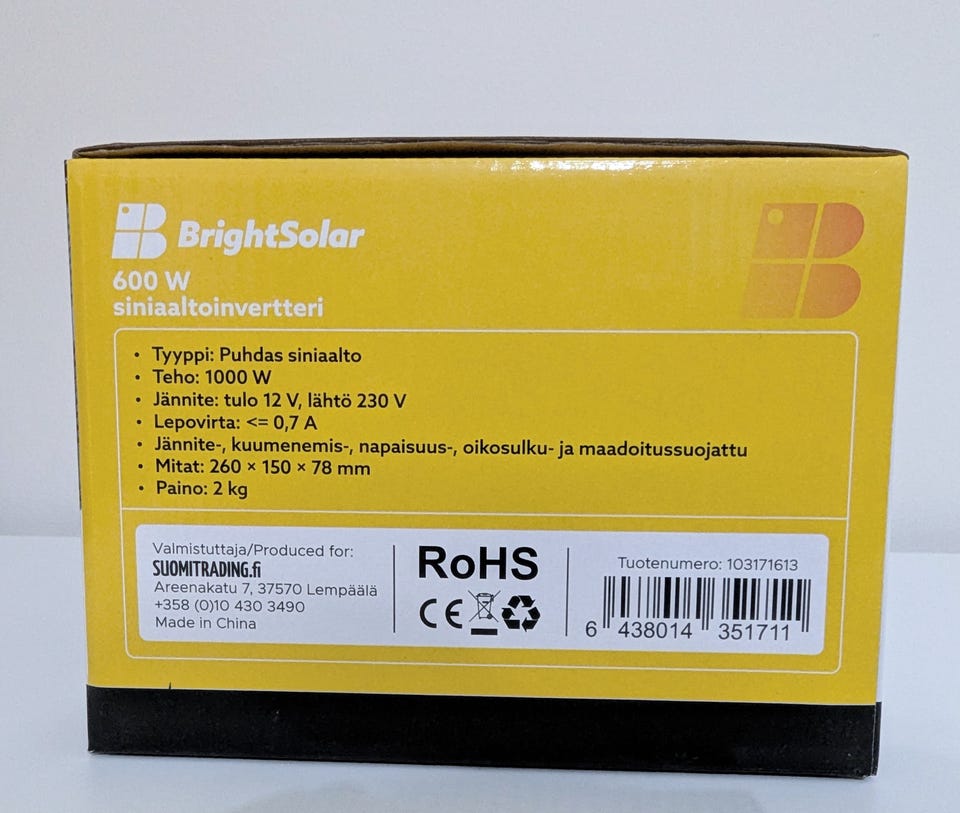 BrightSolar
600 W
siniaaltoinvertteri
• Tyyppi: Puhdas siniaalto
• Teho: 1000 W
• Jännite: tulo 12 V, lähtö 230 V
• Lepovirta: <= 0,7 A
• Jännite-, kuumenemis-, napaisuus-, oikosulku- ja maadoitussuojattu
• Mitat: 260 × 150 × 78 mm
• Paino: 2 kg
Valmistuttaja/Produced for:
SUOMITRADING.fi
Areenakatu 7, 37570 Lempäälä
+358 (0)10 430 3490
Made in China
RoHS
CE
Tuotenumero: 103171613
6 438014 351711